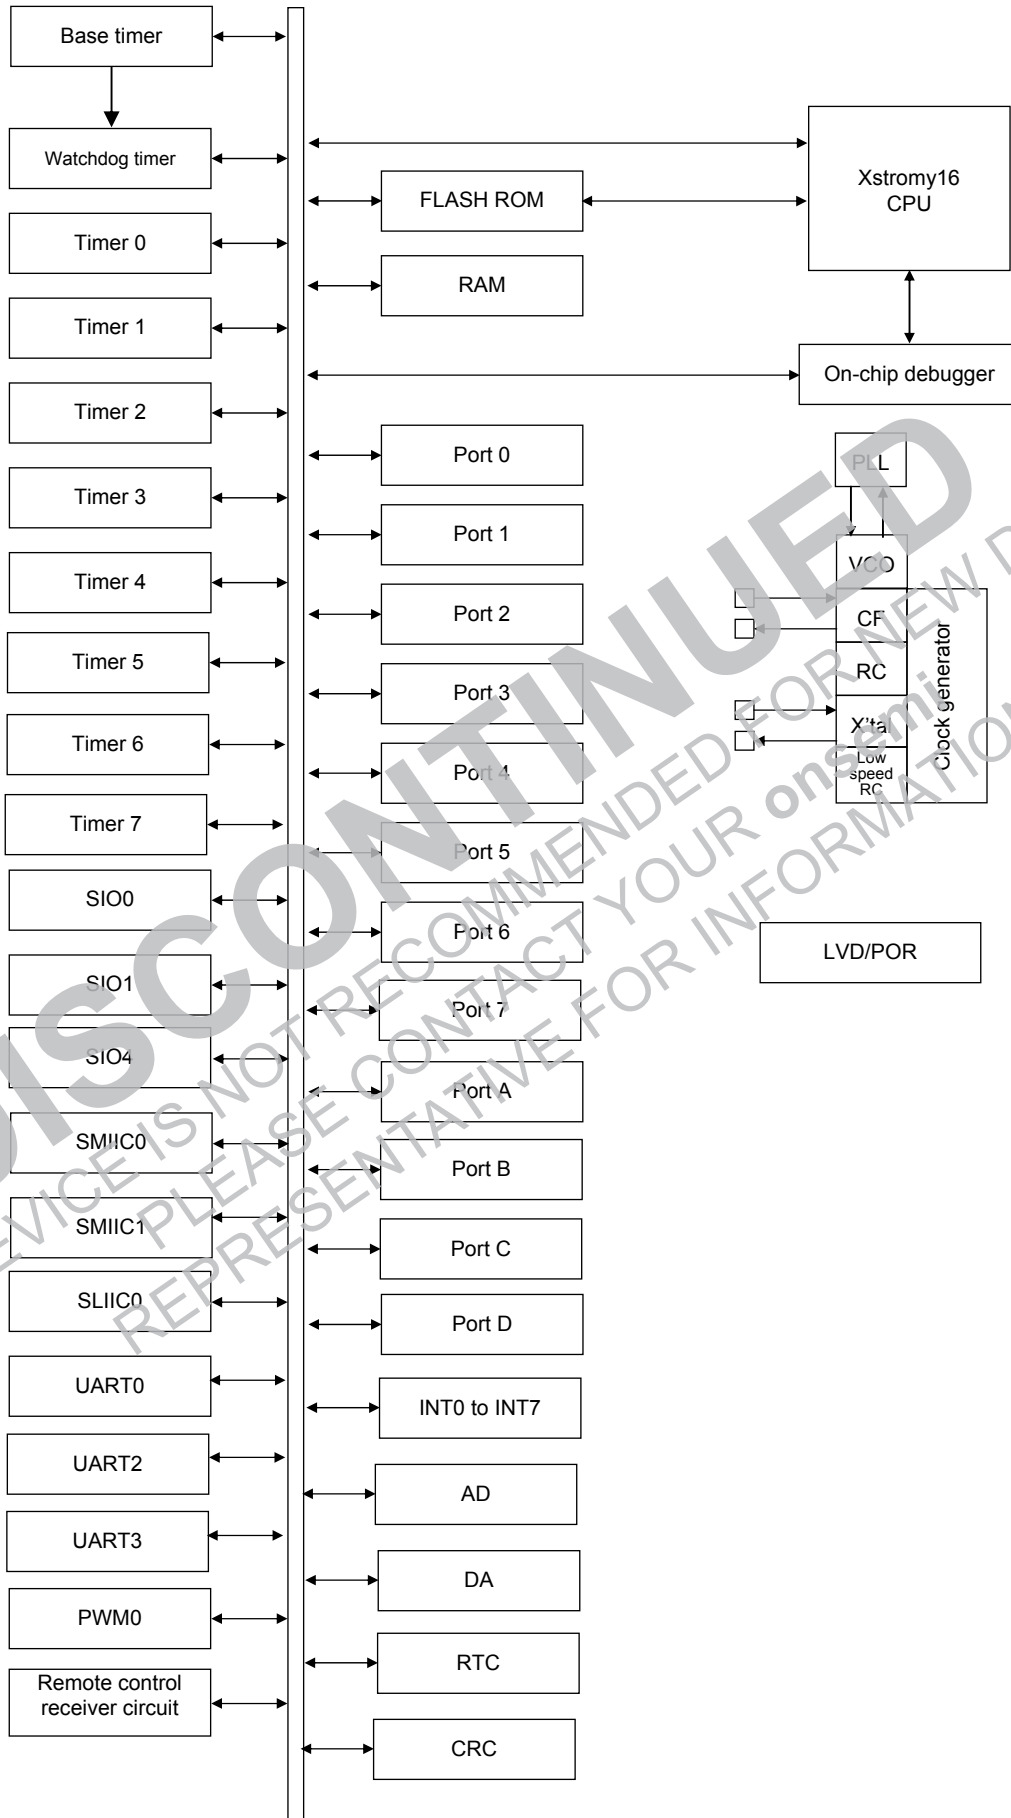 Base timer
Watchdog timer
Timer 0
Timer 1
Timer 2
Timer 3
Timer 4
Timer 5
Timer 6
Timer 7
SIO0
SIO1
SIO4
SMIIC0
SMIIC1
SLIIC0
UART0
UART2
UART3
PWM0
Remote control
receiver circuit
FLASH ROM
RAM
Port 0
Port 1
Port 2
Port 3
Port 4
Port 5
Port 6
Port 7
Port A
Port B
Port C
Port D
INT0 to INT7
AD
DA
RTC
CRC
Xstromy16
CPU
On-chip debugger
PLL
VCO
CF
RC
X'tal
Low
speed
RC
Clock generator
LVD/POR
DISCONTINUED
IS NOT RECOMMENDED FOR NEW
PLEASE CONTACT YOUR onsemi
REPRESENTATIVE FOR INFORMATION